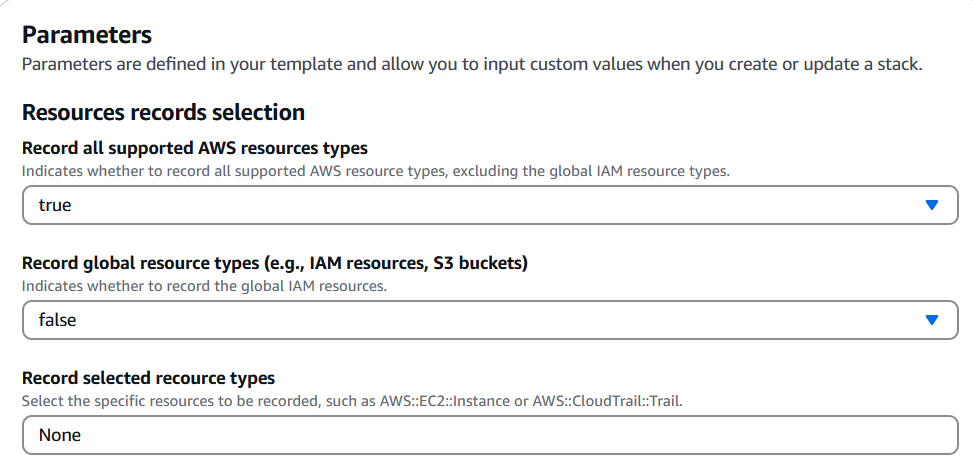 Parameters
Parameters are defined in your template and allow you to input custom values when you create or update a stack.
Resources records selection
Record all supported AWS resources types
Indicates whether to record all supported AWS resource types, excluding the global IAM resource types.
true
Record global resource types (e.g., IAM resources, S3 buckets)
Indicates whether to record the global IAM resources.
false
Record selected recource types
Select the specific resources to be recorded, such as AWS::EC2::Instance or AWS::CloudTrail::Trail.
None